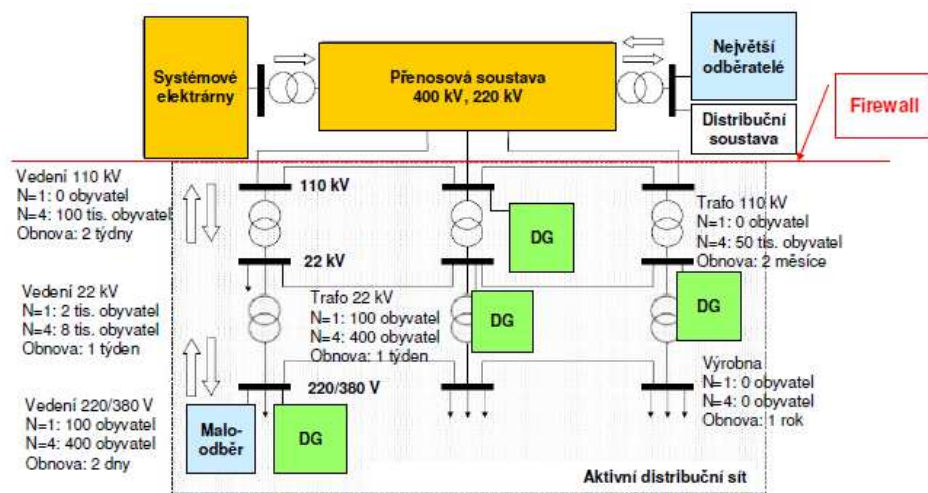 Systémové
elektrárny
Přenosová soustava
400 kV, 220 kV
Největší
odběratelé
Distribuční
soustava
Firewall
Vedení 110 kV
N=1: 0 obyvatel
N=4: 100 tis. obyvatel
Obnova: 2 týdny
110 kV
Trafo 110 kV
N=1: 0 obyvatel
N=4: 50 tis. obyvatel
Obnova: 2 měsíce
DG
22 kV
Vedení 22 kV
N=1: 2 tis. obyvatel
N=4: 8 tis. obyvatel
Obnova: 1 týden
Trafo 22 kV
N=1: 100 obyvatel
N=4: 400 obyvatel
Obnova: 1 týden
DG
DG
Výrobna
N=1: 0 obyvatel
N=4: 0 obyvatel
Obnova: 1 rok
220/380 V
Vedení 220/380 V
N=1: 100 obyvatel
N=4: 400 obyvatel
Obnova: 2 dny
Malo-
odběr
DG
Aktivní distribuční sít